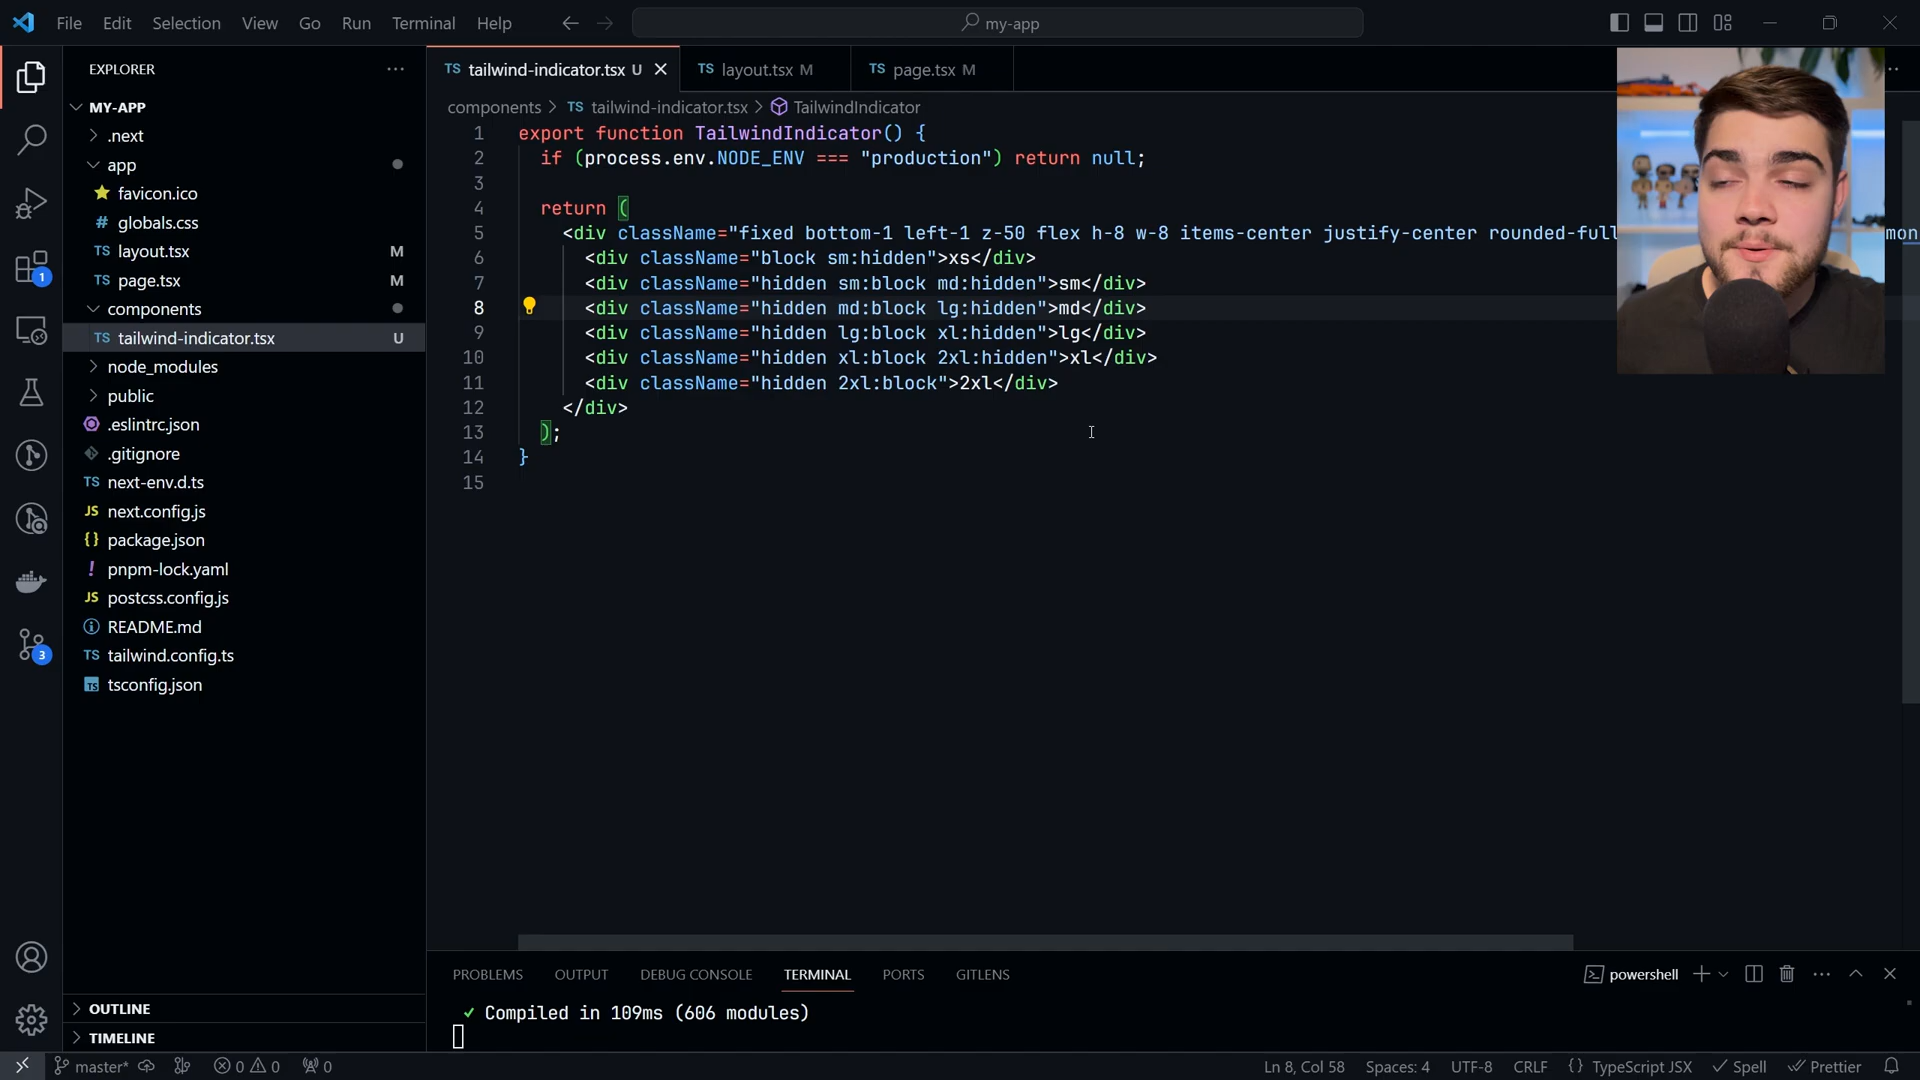 File Edit Selection View Go Run Terminal Help
my-app
EXPLORER
MY-APP
.next
app
favicon.ico
globals.css
layout.tsx M
page.tsx M
components
tailwind-indicator.tsx U
node_modules
public
.eslintrc.json
.gitignore
next-env.d.ts
next.config.js
package.json
pnpm-lock.yaml
postcss.config.js
README.md
tailwind.config.ts
tsconfig.json
OUTLINE
TIMELINE
TS tailwind-indicator.tsx U
TS layout.tsx M
TS page.tsx M
components > TS tailwind-indicator.tsx > TailwindIndicator
1 export function TailwindIndicator() {
2 if (process.env.NODE_ENV === "production") return null;
3
4 return (
5 <div className="fixed bottom-1 left-1 z-50 flex h-8 w-8 items-center justify-center rounded-full mon
6 <div className="block sm:hidden">xs</div>
7 <div className="hidden sm:block md:hidden">sm</div>
8 <div className="hidden md:block lg:hidden">md</div>
9 <div className="hidden lg:block xl:hidden">lg</div>
10 <div className="hidden xl:block 2xl:hidden">xl</div>
11 <div className="hidden 2xl:block">2xl</div>
12 </div>
13 );
14 }
15
PROBLEMS OUTPUT DEBUG CONSOLE TERMINAL PORTS GITLENS
powershell
✓ Compiled in 109ms (606 modules)
master* 0 0 0
Ln 8, Col 58 Spaces: 4 UTF-8 CRLF {} TypeScript JSX Spell Prettier